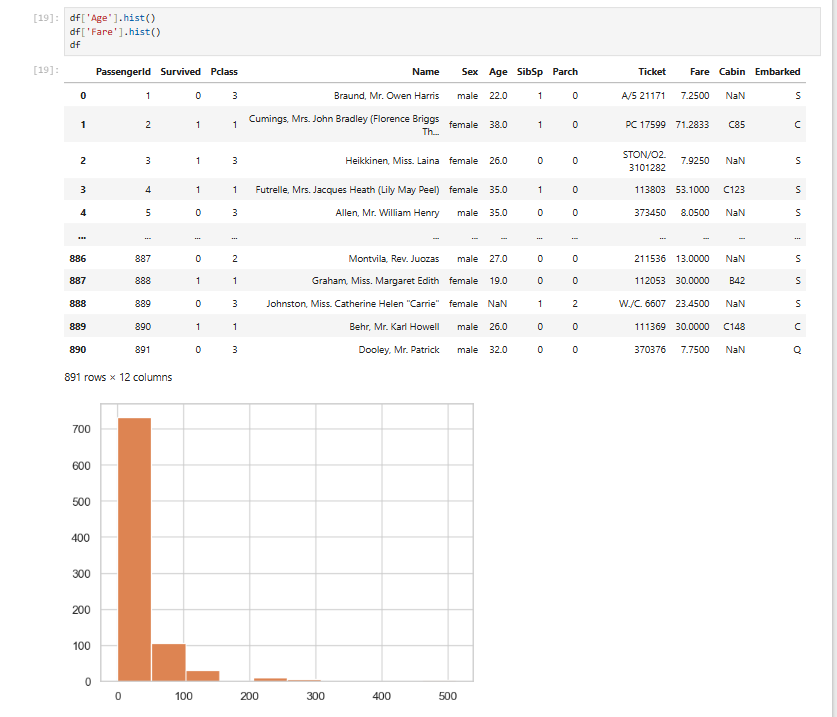 [19]: df['Age'].hist()
df['Fare'].hist()
df
[19]:
PassengerId Survived Pclass Name Sex Age SibSp Parch Ticket Fare Cabin Embarked
0 1 0 3 Braund, Mr. Owen Harris male 22.0 1 0 A/5 21171 7.2500 NaN S
1 2 1 1 Cumings, Mrs. John Bradley (Florence Briggs Th... female 38.0 1 0 PC 17599 71.2833 C85 C
2 3 1 3 Heikkinen, Miss. Laina female 26.0 0 0 STON/O2. 3101282 7.9250 NaN S
3 4 1 1 Futrelle, Mrs. Jacques Heath (Lily May Peel) female 35.0 1 0 113803 53.1000 C123 S
4 5 0 3 Allen, Mr. William Henry male 35.0 0 0 373450 8.0500 NaN S
... ... ... ... ... ... ... ... ... ... ... ... ...
886 887 0 2 Montvila, Rev. Juozas male 27.0 0 0 211536 13.0000 NaN S
887 888 1 1 Graham, Miss. Margaret Edith female 19.0 0 0 112053 30.0000 B42 S
888 889 0 3 Johnston, Miss. Catherine Helen "Carrie" female NaN 1 2 W./C. 6607 23.4500 NaN S
889 890 1 1 Behr, Mr. Karl Howell male 26.0 0 0 111369 30.0000 C148 C
890 891 0 3 Dooley, Mr. Patrick male 32.0 0 0 370376 7.7500 NaN Q
891 rows × 12 columns
700
600
500
400
300
200
100
0
0 100 200 300 400 500